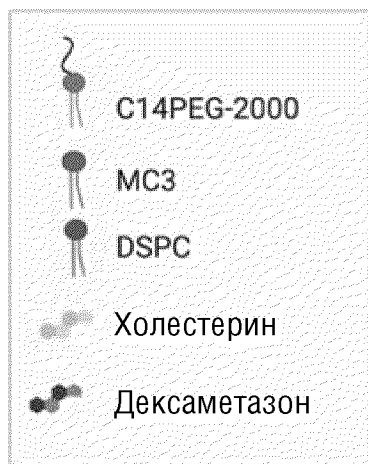 C14PEG-2000
MC3
DSPC
Холестерин
Дексаметазон